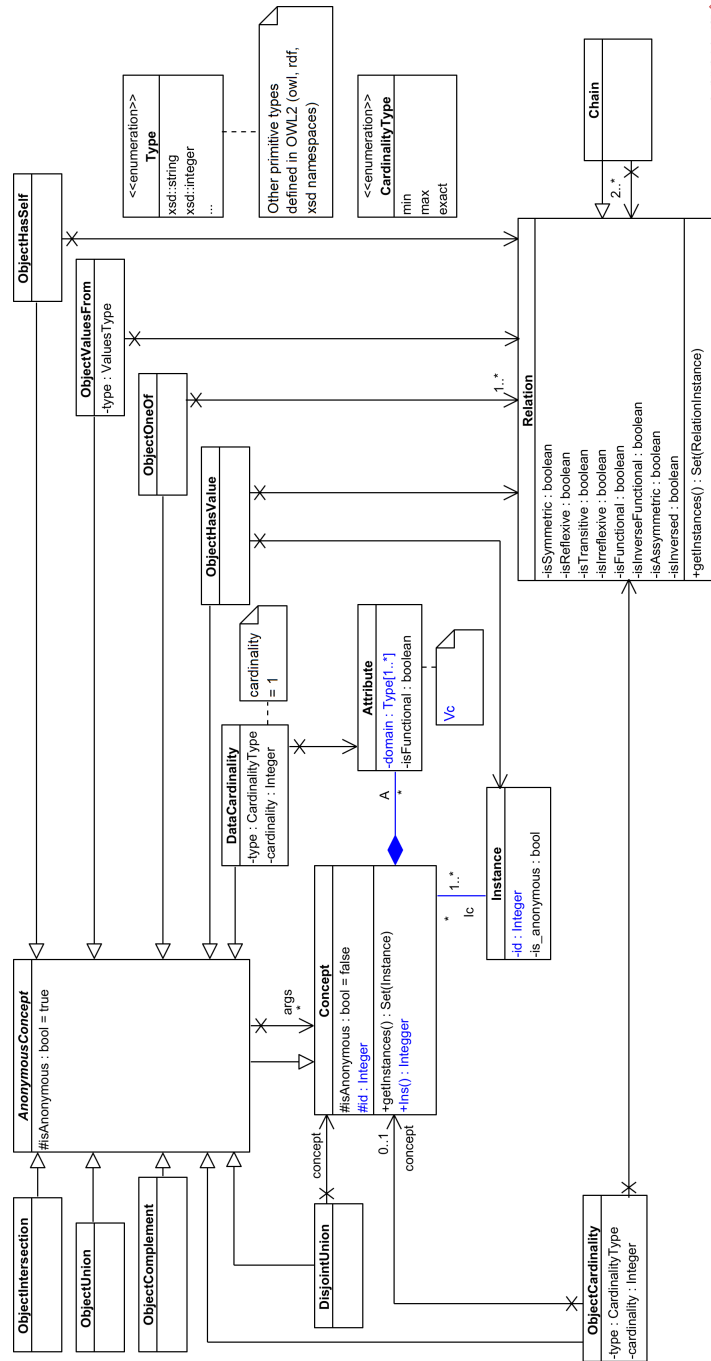 ObjectIntersection
ObjectUnion
ObjectComplement
DisjointUnion
ObjectCardinality
-type : CardinalityType
-cardinality : Integer
AnonymousConcept
#isAnonymous : bool = true
args
*
concept
0..1
concept
Concept
#isAnonymous : bool = false
#id : Integer
+getInstances() : Set(Instance)
+Ins() : Integger
*
Ic
1..*
Instance
-id : Integer
-is_anonymous : bool
A
*
DataCardinality
-type : CardinalityType
-cardinality : Integer
cardinality
= 1
Attribute
-domain : Type[1..*]
-isFunctional : boolean
Vc
ObjectHasValue
ObjectOneOf
ObjectValuesFrom
-type : ValuesType
ObjectHasSelf
1..*
Relation
-isSymmetric : boolean
-isReflexive : boolean
-isTransitive : boolean
-isIrreflexive : boolean
-isFunctional : boolean
-isInverseFunctional : boolean
-isAssymetric : boolean
-isInversed : boolean
+getInstances() : Set(RelationInstance)
<<enumeration>>
Type
xsd::string
xsd::integer
...
Other primitive types
defined in OWL2 (owl, rdf,
xsd namespaces)
<<enumeration>>
CardinalityType
min
max
exact
2..*
Chain